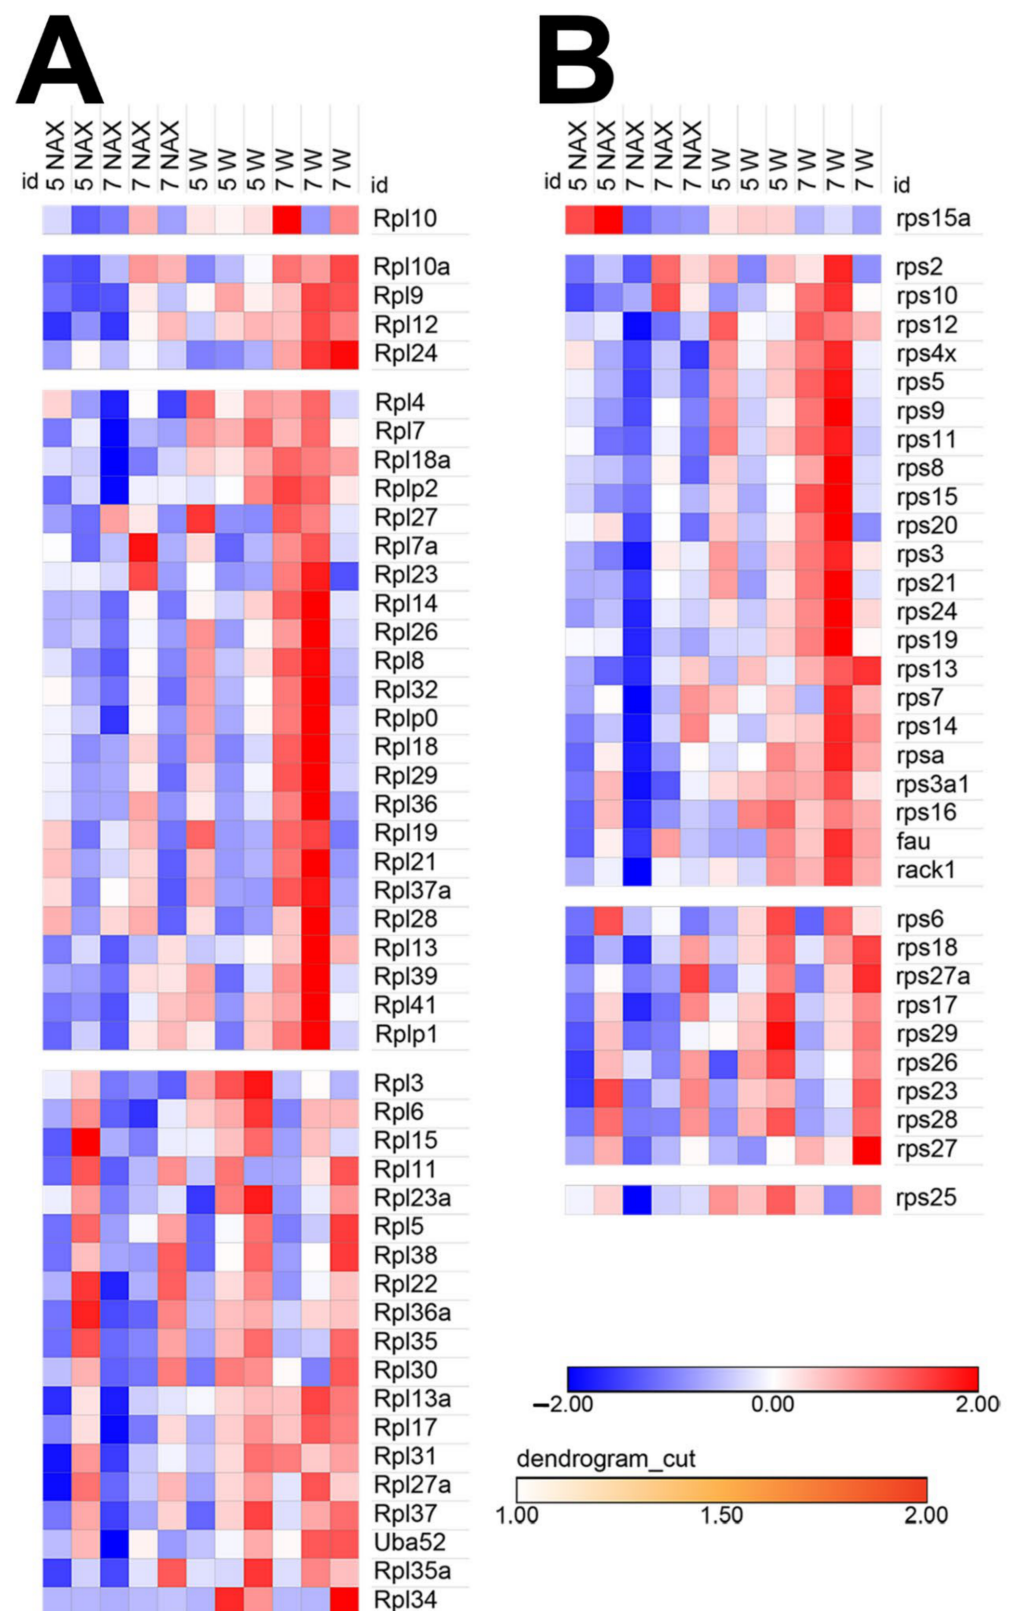 A
B
id 5 NAX 5 NAX 7 NAX 7 NAX 7 NAX 5 W 5 W 5 W 7 W 7 W 7 W id
id 5 NAX 5 NAX 7 NAX 7 NAX 7 NAX 5 W 5 W 5 W 7 W 7 W 7 W id
Rpl10
Rpl10a
Rpl9
Rpl12
Rpl24
Rpl4
Rpl7
Rpl18a
Rplp2
Rpl27
Rpl7a
Rpl23
Rpl14
Rpl26
Rpl8
Rpl32
Rplp0
Rpl18
Rpl29
Rpl36
Rpl19
Rpl21
Rpl37a
Rpl28
Rpl13
Rpl39
Rpl41
Rplp1
Rpl3
Rpl6
Rpl15
Rpl11
Rpl23a
Rpl5
Rpl38
Rpl22
Rpl36a
Rpl35
Rpl30
Rpl13a
Rpl17
Rpl31
Rpl27a
Rpl37
Uba52
Rpl35a
Rpl34
rps15a
rps2
rps10
rps12
rps4x
rps5
rps9
rps11
rps8
rps15
rps20
rps3
rps21
rps24
rps19
rps13
rps7
rps14
rpsa
rps3a1
rps16
fau
rack1
rps6
rps18
rps27a
rps17
rps29
rps26
rps23
rps28
rps27
rps25
−2.00 0.00 2.00
dendrogram_cut
1.00 1.50 2.00